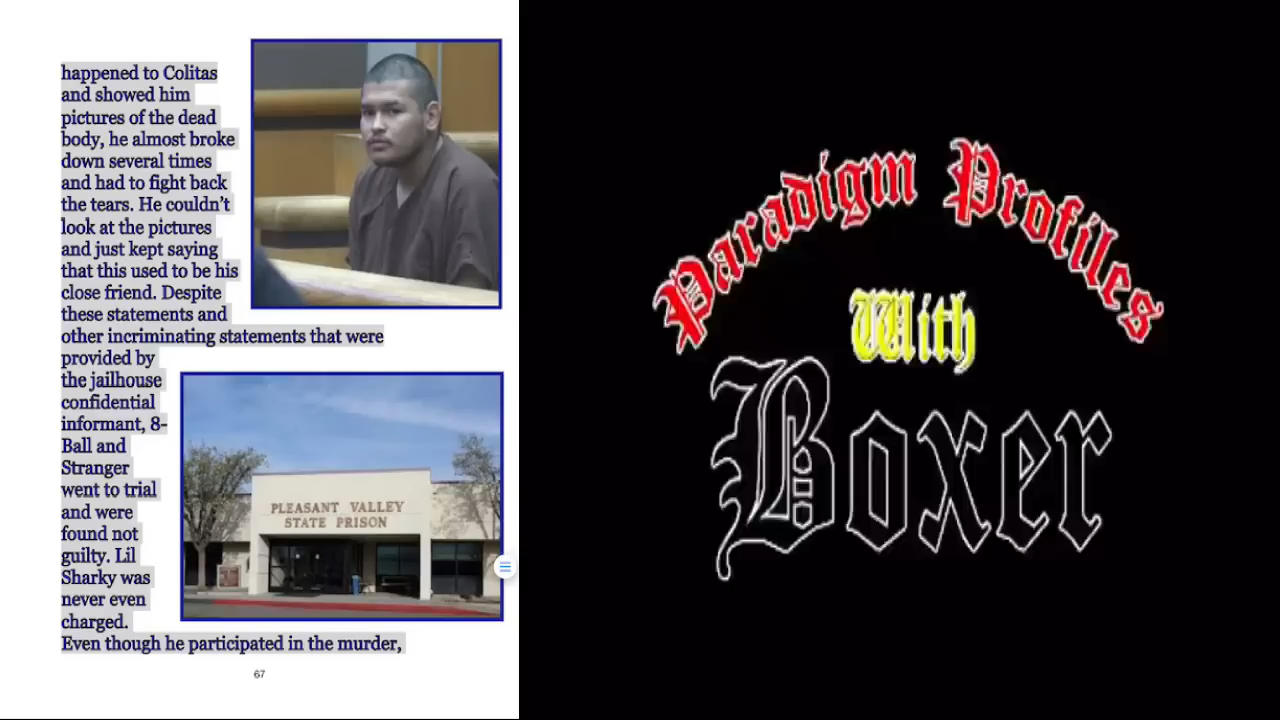 happened to Colitas
and showed him
pictures of the dead
body, he almost broke
down several times
and had to fight back
the tears. He couldn’t
look at the pictures
and just kept saying
that this used to be his
close friend. Despite
these statements and
other incriminating statements that were
provided by
the jailhouse
confidential
informant, 8-
Ball and
Stranger
went to trial
and were
found not
guilty. Lil
Sharky was
never even
charged.
Even though he participated in the murder,
PLEASANT VALLEY
STATE PRISON
67
Paradigm Profiles
With
Boxer